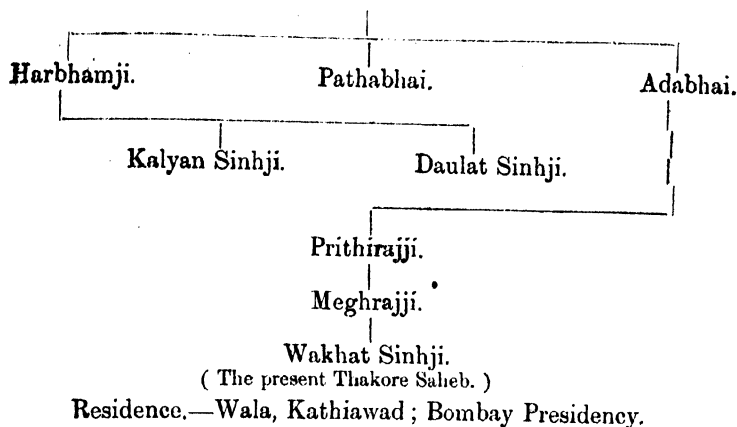 Harbhamji. Pathabhai. Adabhai.
Kalyan Sinhji. Daulat Sinhji.
Prithirajji.
Meghrajji.
Wakhat Sinhji.
( The present Thakore Saheb. )
Residence.—Wala, Kathiawad ; Bombay Presidency.